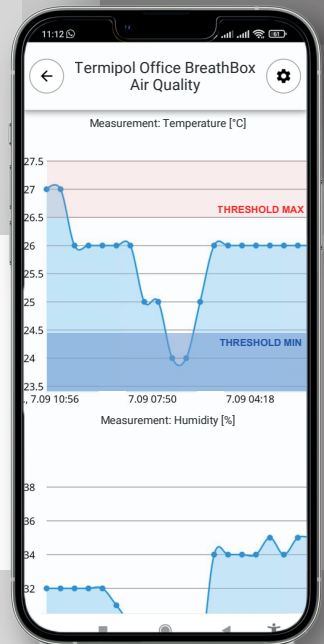 11:12
61
Termipol Office BreathBox
Air Quality
Measurement: Temperature [°C]
27.5
27
THRESHOLD MAX
26.5
26
25.5
25
24.5
THRESHOLD MIN
24
23.5
., 7.09 10:56 7.09 07:50 7.09 04:18
Measurement: Humidity [%]
38
36
34
32